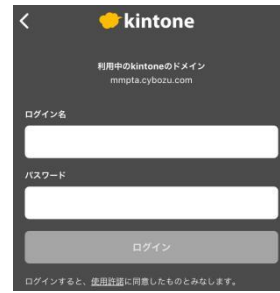 kintone
利用中のkintoneのドメイン
mmpta.cybozu.com
ログイン名
パスワード
ログイン
ログインすると、使用許諾に同意したものとみなします。